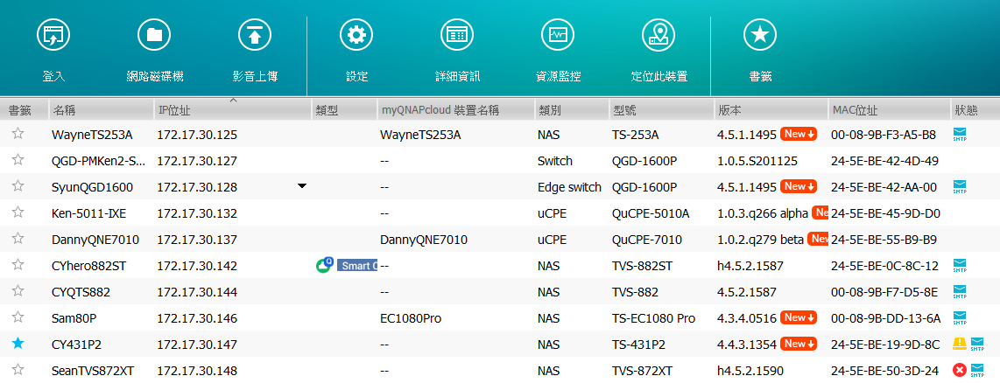 登入 網路磁碟機 影音上傳 設定 詳細資訊 資源監控 定位此裝置 書籤
書籤 名稱 IP位址 類型 myQNAPcloud 裝置名稱 類別 型號 版本 MAC位址 狀態
WayneTS253A 172.17.30.125 WayneTS253A NAS TS-253A 4.5.1.1495 New 00-08-9B-F3-A5-B8 SMTP
QGD-PMKen2-S... 172.17.30.127 -- Switch QGD-1600P 1.0.5.S201125 24-5E-BE-42-4D-49
SyunQGD1600 172.17.30.128 -- Edge switch QGD-1600P 4.5.1.1495 New 24-5E-BE-42-AA-00 SMTP
Ken-5011-IXE 172.17.30.132 -- uCPE QuCPE-5010A 1.0.3.q266 alpha Ne 24-5E-BE-45-9D-D0
DannyQNE7010 172.17.30.137 DannyQNE7010 uCPE QuCPE-7010 1.0.2.q279 beta New 24-5E-BE-55-B9-B9
CYhero882ST 172.17.30.142 Smart C -- NAS TVS-882ST h4.5.2.1587 24-5E-BE-0C-8C-12 SMTP
CYQTS882 172.17.30.144 -- NAS TVS-882 4.5.2.1587 00-08-9B-F7-D5-8E SMTP
Sam80P 172.17.30.146 EC1080Pro NAS TS-EC1080 Pro 4.3.4.0516 New 00-08-9B-DD-13-6A SMTP
CY431P2 172.17.30.147 -- NAS TS-431P2 4.4.3.1354 New 24-5E-BE-19-9D-8C SMTP
SeanTVS872XT 172.17.30.148 -- NAS TVS-872XT h4.5.2.1590 24-5E-BE-50-3D-24 SMTP